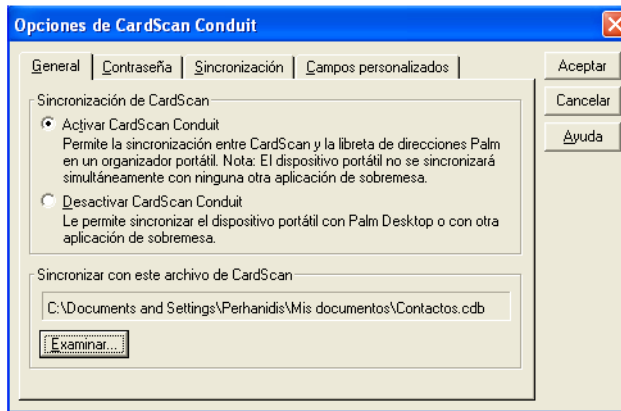 Opciones de CardScan Conduit
General Contraseña Sincronización Campos personalizados
Aceptar
Cancelar
Ayuda
Sincronización de CardScan
Activar CardScan Conduit
Permite la sincronización entre CardScan y la libreta de direcciones Palm
en un organizador portátil. Nota: El dispositivo portátil no se sincronizará
simultáneamente con ninguna otra aplicación de sobremesa.
Desactivar CardScan Conduit
Le permite sincronizar el dispositivo portátil con Palm Desktop o con otra
aplicación de sobremesa.
Sincronizar con este archivo de CardScan
C:\Documents and Settings\Perhanidis\Mis documentos\Contactos.cdb
Examinar...